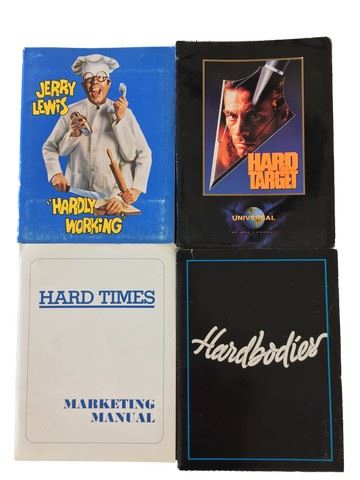 JERRY
LEWIS
"HARDLY
WORKING"
HARD
TARGET
UNIVERSAL
HARD TIMES
MARKETING
MANUAL
Hardbodies